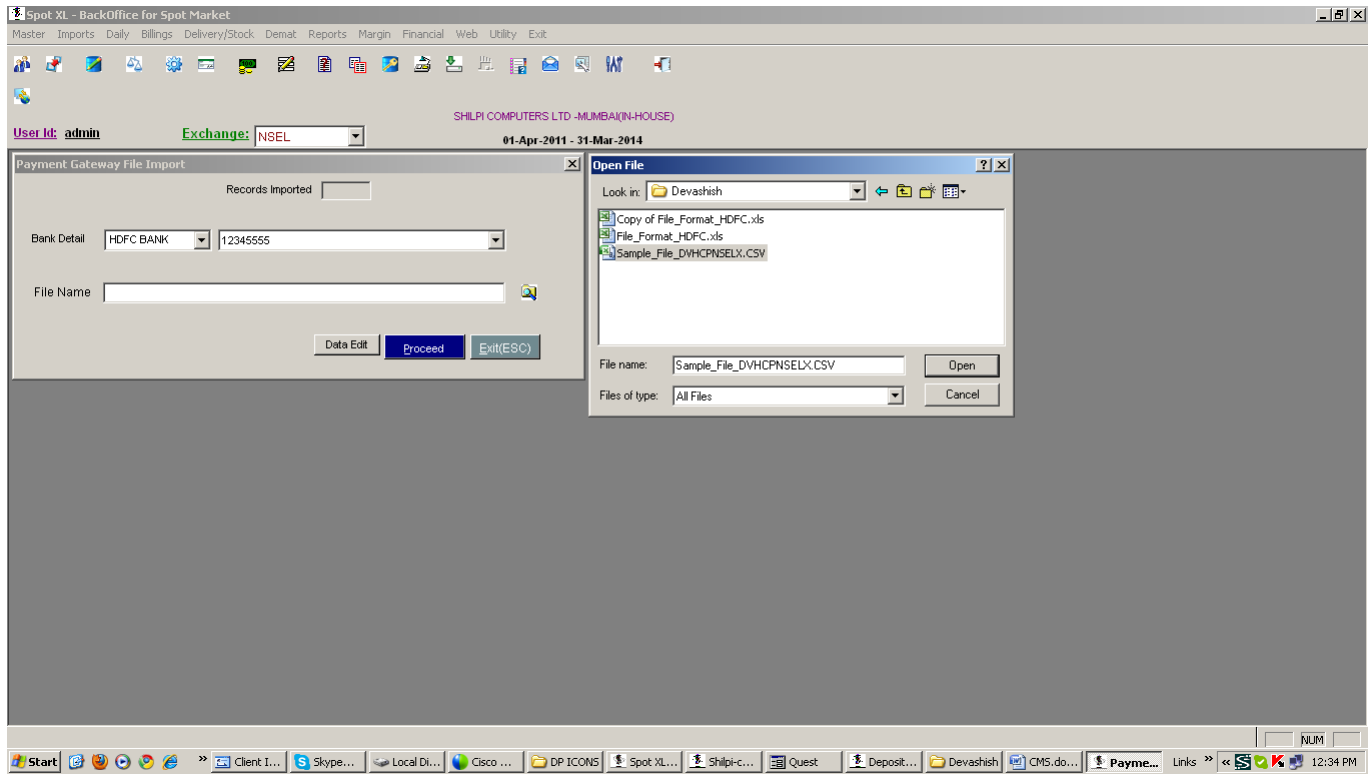 Spot XL - BackOffice for Spot Market
Master Imports Daily Billings Delivery/Stock Demat Reports Margin Financial Web Utility Exit
SHILPI COMPUTERS LTD -MUMBAI(IN-HOUSE)
User Id: admin Exchange: NSEL
01-Apr-2011 - 31-Mar-2014
Payment Gateway File Import
Records Imported
Bank Detail HDFC BANK 12345555
File Name
Data Edit Proceed Exit(ESC)
Open File
Look in: Devashish
Copy of File_Format_HDFC.xls
File_Format_HDFC.xls
Sample_File_DVHCPNSELX.CSV
File name: Sample_File_DVHCPNSELX.CSV Open
Files of type: All Files Cancel
NUM
Start » Client I... Skype... Local Di... Cisco ... DP ICONS Spot XL... Shilpi-c... Quest Deposit... Devashish CMS.do... Payme... Links » « 12:34 PM